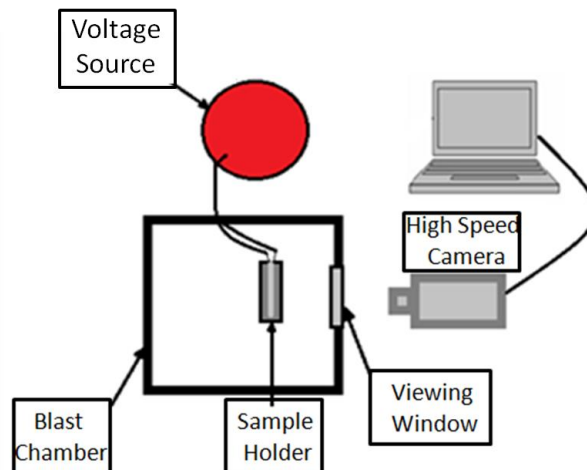 Voltage
Source
High Speed
Camera
Viewing
Window
Blast
Chamber
Sample
Holder